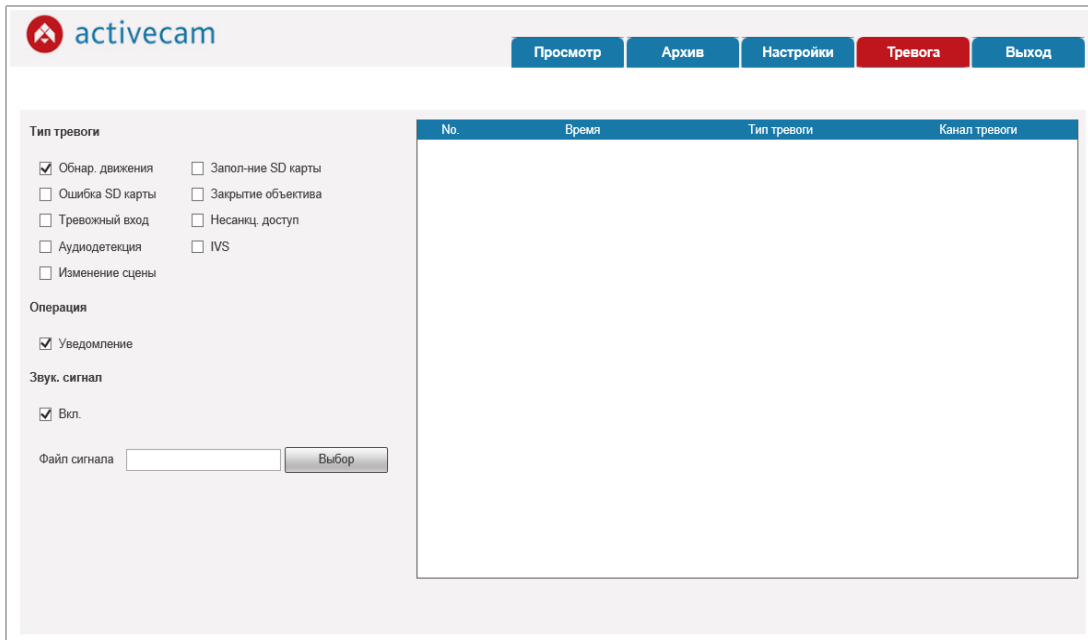 activecam
Просмотр Архив Настройки Тревога Выход
Тип тревоги
Обнар. движения Запол-ние SD карты
Ошибка SD карты Закрытие объектива
Тревожный вход Несанкц. доступ
Аудиодетекция IVS
Изменение сцены
Операция
Уведомление
Звук. сигнал
Вкл.
Файл сигнала Выбор
No. Время Тип тревоги Канал тревоги